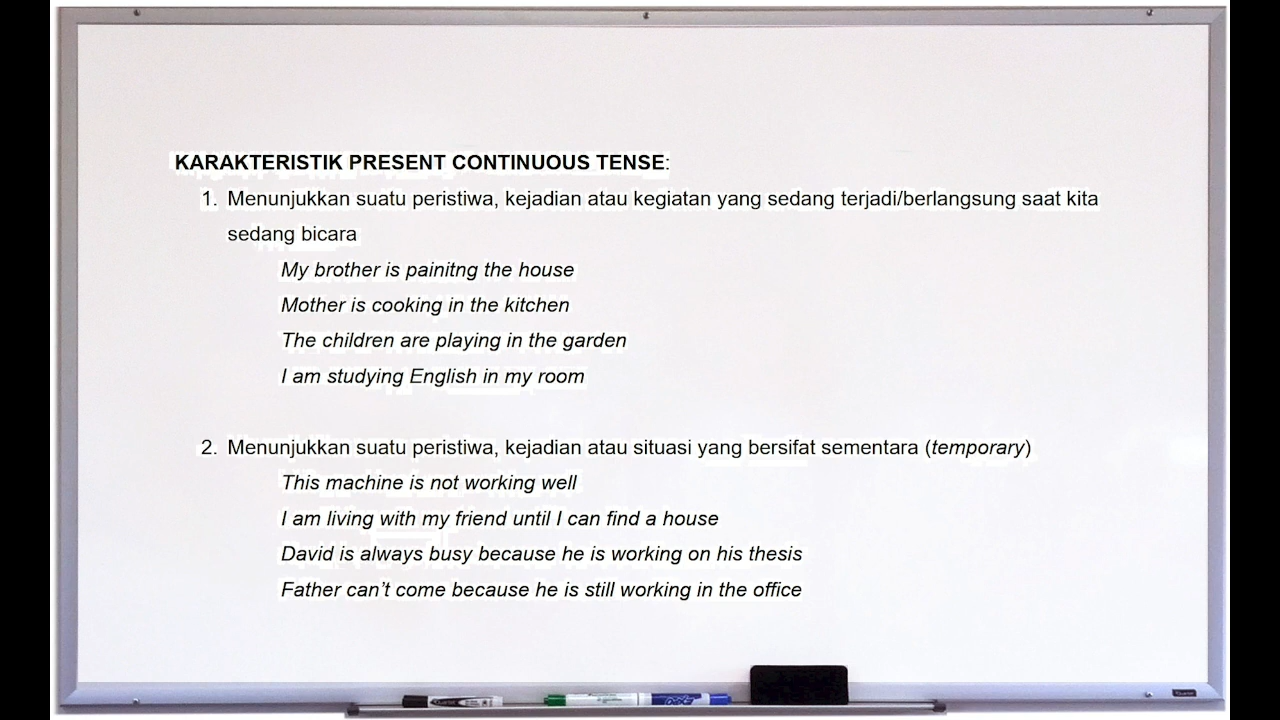 KARAKTERISTIK PRESENT CONTINUOUS TENSE:
1. Menunjukkan suatu peristiwa, kejadian atau kegiatan yang sedang terjadi/berlangsung saat kita
sedang bicara
My brother is painitng the house
Mother is cooking in the kitchen
The children are playing in the garden
I am studying English in my room
2. Menunjukkan suatu peristiwa, kejadian atau situasi yang bersifat sementara (temporary)
This machine is not working well
I am living with my friend until I can find a house
David is always busy because he is working on his thesis
Father can’t come because he is still working in the office